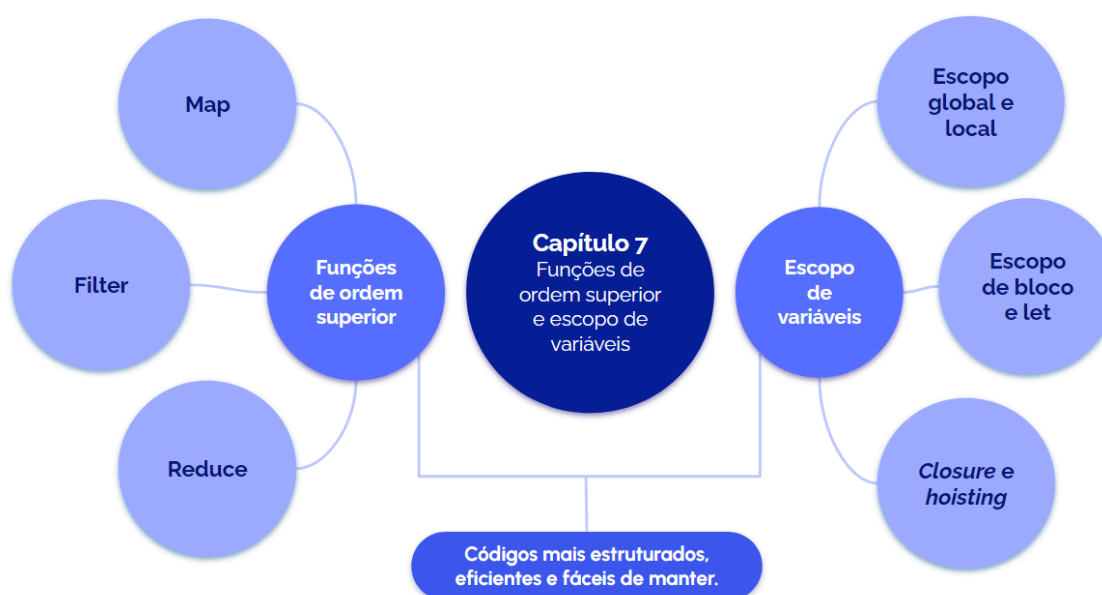 Map
Filter
Reduce
Funções
de ordem
superior
Capítulo 7
Funções de
ordem superior
e escopo de
variáveis
Escopo
de
variáveis
Escopo
global e
local
Escopo
de bloco
e let
Closure e
hoisting
Códigos mais estruturados,
eficientes e fáceis de manter.